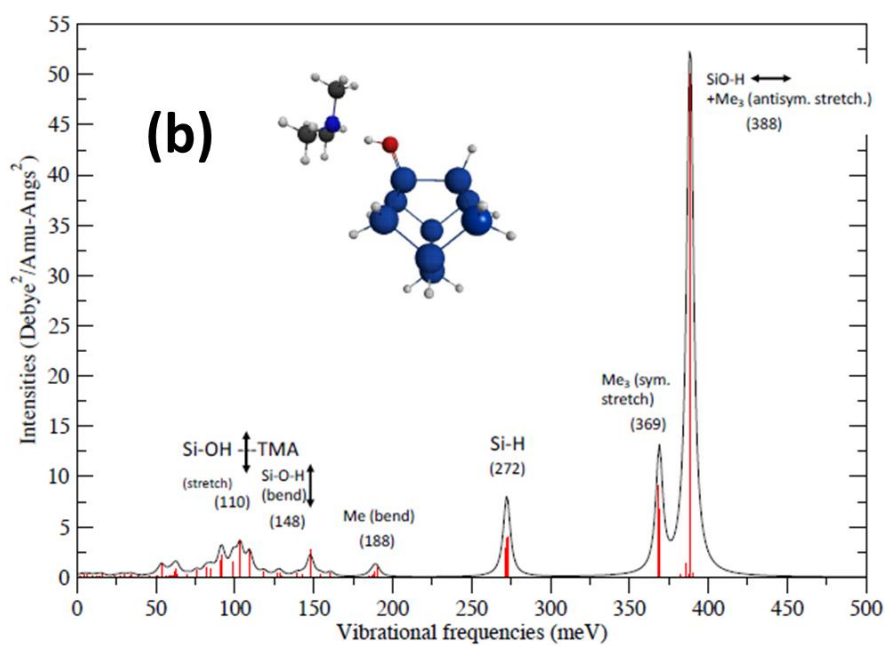 55
50
45
40
35
30
25
20
15
10
5
0
Intensities (Debye²/Amu-Angs²)
(b)
SiO-H
+Me₃ (antisym. stretch.)
(388)
Me₃ (sym.
stretch)
(369)
Si-H
(272)
Si-OH ---TMA
(stretch)
(110)
Si-O-H
(bend)
(148)
Me (bend)
(188)
0 50 100 150 200 250 300 350 400 450 500
Vibrational frequencies (meV)